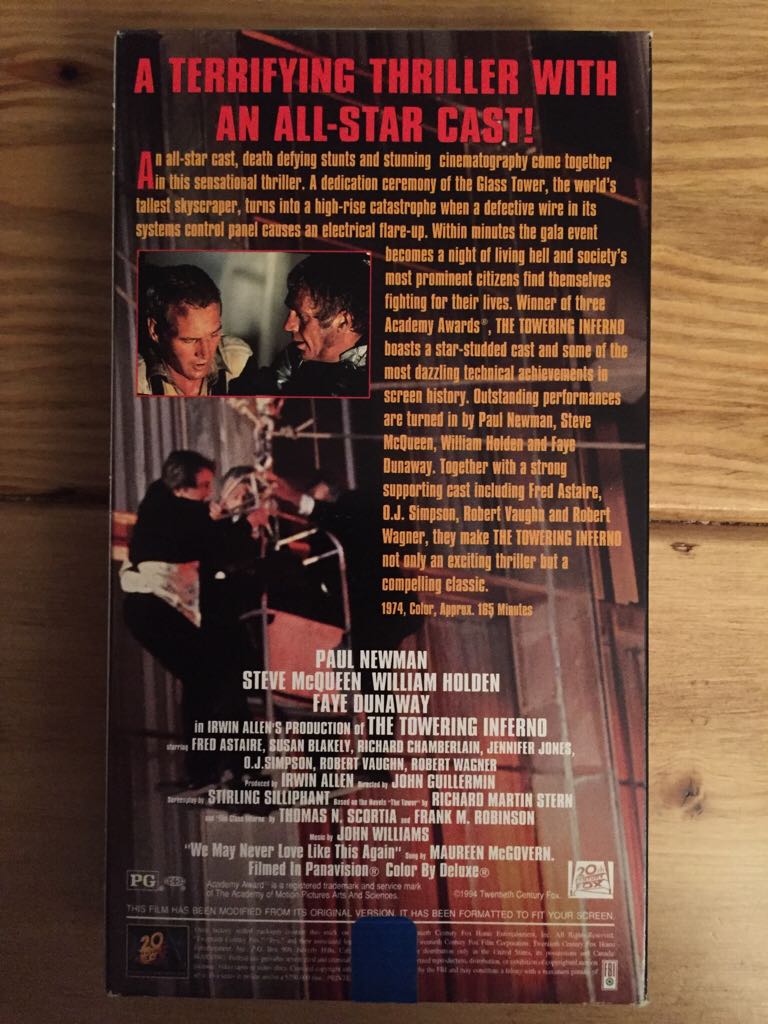 A TERRIFYING THRILLER WITH
AN ALL-STAR CAST!
An all-star cast, death defying stunts and stunning cinematography come together
in this sensational thriller. A dedication ceremony of the Glass Tower, the world's
tallest skyscraper, turns into a high-rise catastrophe when a defective wire in its
systems control panel causes an electrical flare-up. Within minutes the gala event
becomes a night of living hell and society's
most prominent citizens find themselves
fighting for their lives. Winner of three
Academy Awards®, THE TOWERING INFERNO
boasts a star-studded cast and some of the
most dazzling technical achievements in
screen history. Outstanding performances
are turned in by Paul Newman, Steve
McQueen, William Holden and Faye
Dunaway. Together with a strong
supporting cast including Fred Astaire,
O.J. Simpson, Robert Vaughn and Robert
Wagner, they make THE TOWERING INFERNO
not only an exciting thriller but a
compelling classic.
1974, Color, Approx. 165 Minutes
PAUL NEWMAN
STEVE McQUEEN WILLIAM HOLDEN
FAYE DUNAWAY
in IRWIN ALLEN'S PRODUCTION of THE TOWERING INFERNO
starring FRED ASTAIRE, SUSAN BLAKELY, RICHARD CHAMBERLAIN, JENNIFER JONES,
O.J.SIMPSON, ROBERT VAUGHN, ROBERT WAGNER
Produced by IRWIN ALLEN Directed by JOHN GUILLERMIN
Screenplay by STIRLING SILLIPHANT Based on the Novels "The Tower" by RICHARD MARTIN STERN
and "The Glass Inferno" by THOMAS N. SCORTIA and FRANK M. ROBINSON
Music by JOHN WILLIAMS
"We May Never Love Like This Again" Sung by MAUREEN McGOVERN.
Filmed In Panavision® Color By Deluxe®
PG
Academy Award® is a registered trademark and service mark
of The Academy of Motion Pictures Arts And Sciences.
©1994 Twentieth Century Fox.
20th CENTURY FOX
THIS FILM HAS BEEN MODIFIED FROM ITS ORIGINAL VERSION. IT HAS BEEN FORMATTED TO FIT YOUR SCREEN.
20
FBI